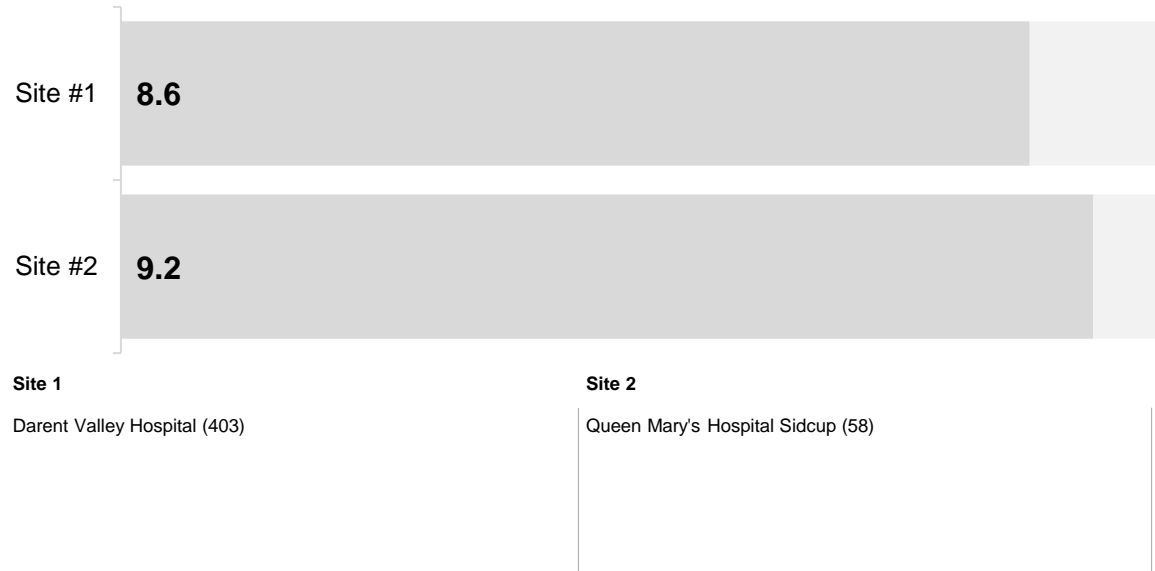 Site #1
8.6
Site #2
9.2
Site 1
Site 2
Darent Valley Hospital (403)
Queen Mary's Hospital Sidcup (58)